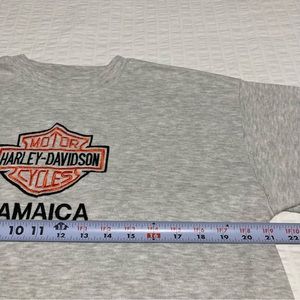 MOTOR
HARLEY-DAVIDSON
CYCLES
AMAICA
10 11 12 13 14 15 16 17 18 19 20 21 22